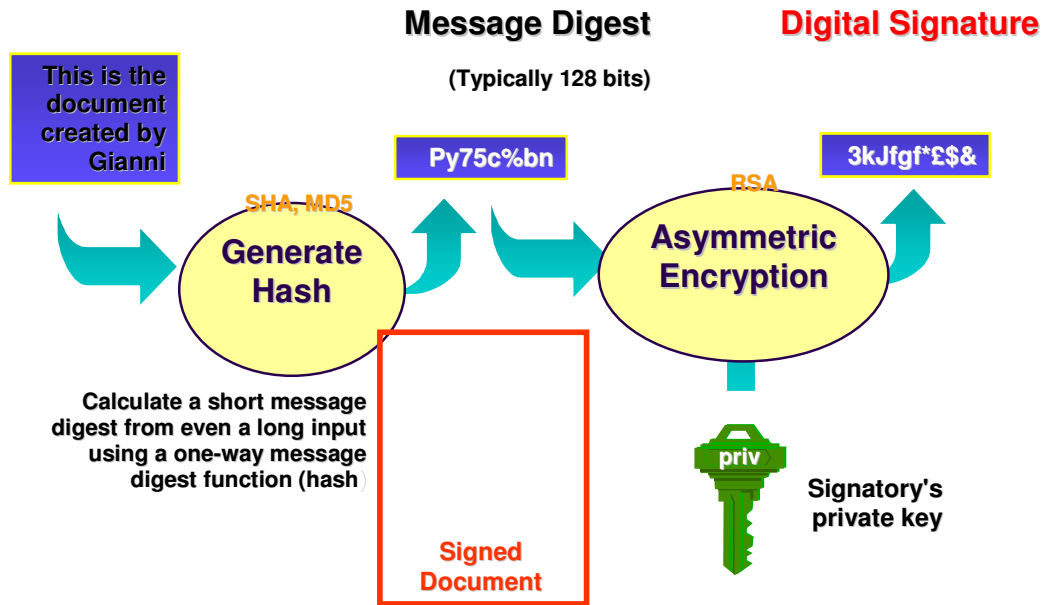 Message Digest
Digital Signature
(Typically 128 bits)
This is the
document
created by
Gianni
Py75c%bn
3kJfgf*£$&
SHA, MD5
Generate
Hash
RSA
Asymmetric
Encryption
Calculate a short message
digest from even a long input
using a one-way message
digest function (hash)
priv
Signatory's
private key
Signed
Document